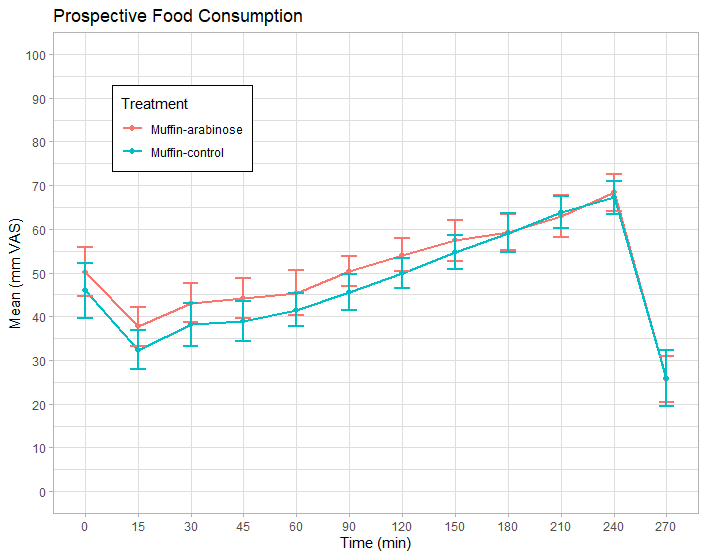 Prospective Food Consumption
100
90
80
70
60
50
40
30
20
10
0
Mean (mm VAS)
Treatment
Muffin-arabinose
Muffin-control
0 15 30 45 60 90 120 150 180 210 240 270
Time (min)